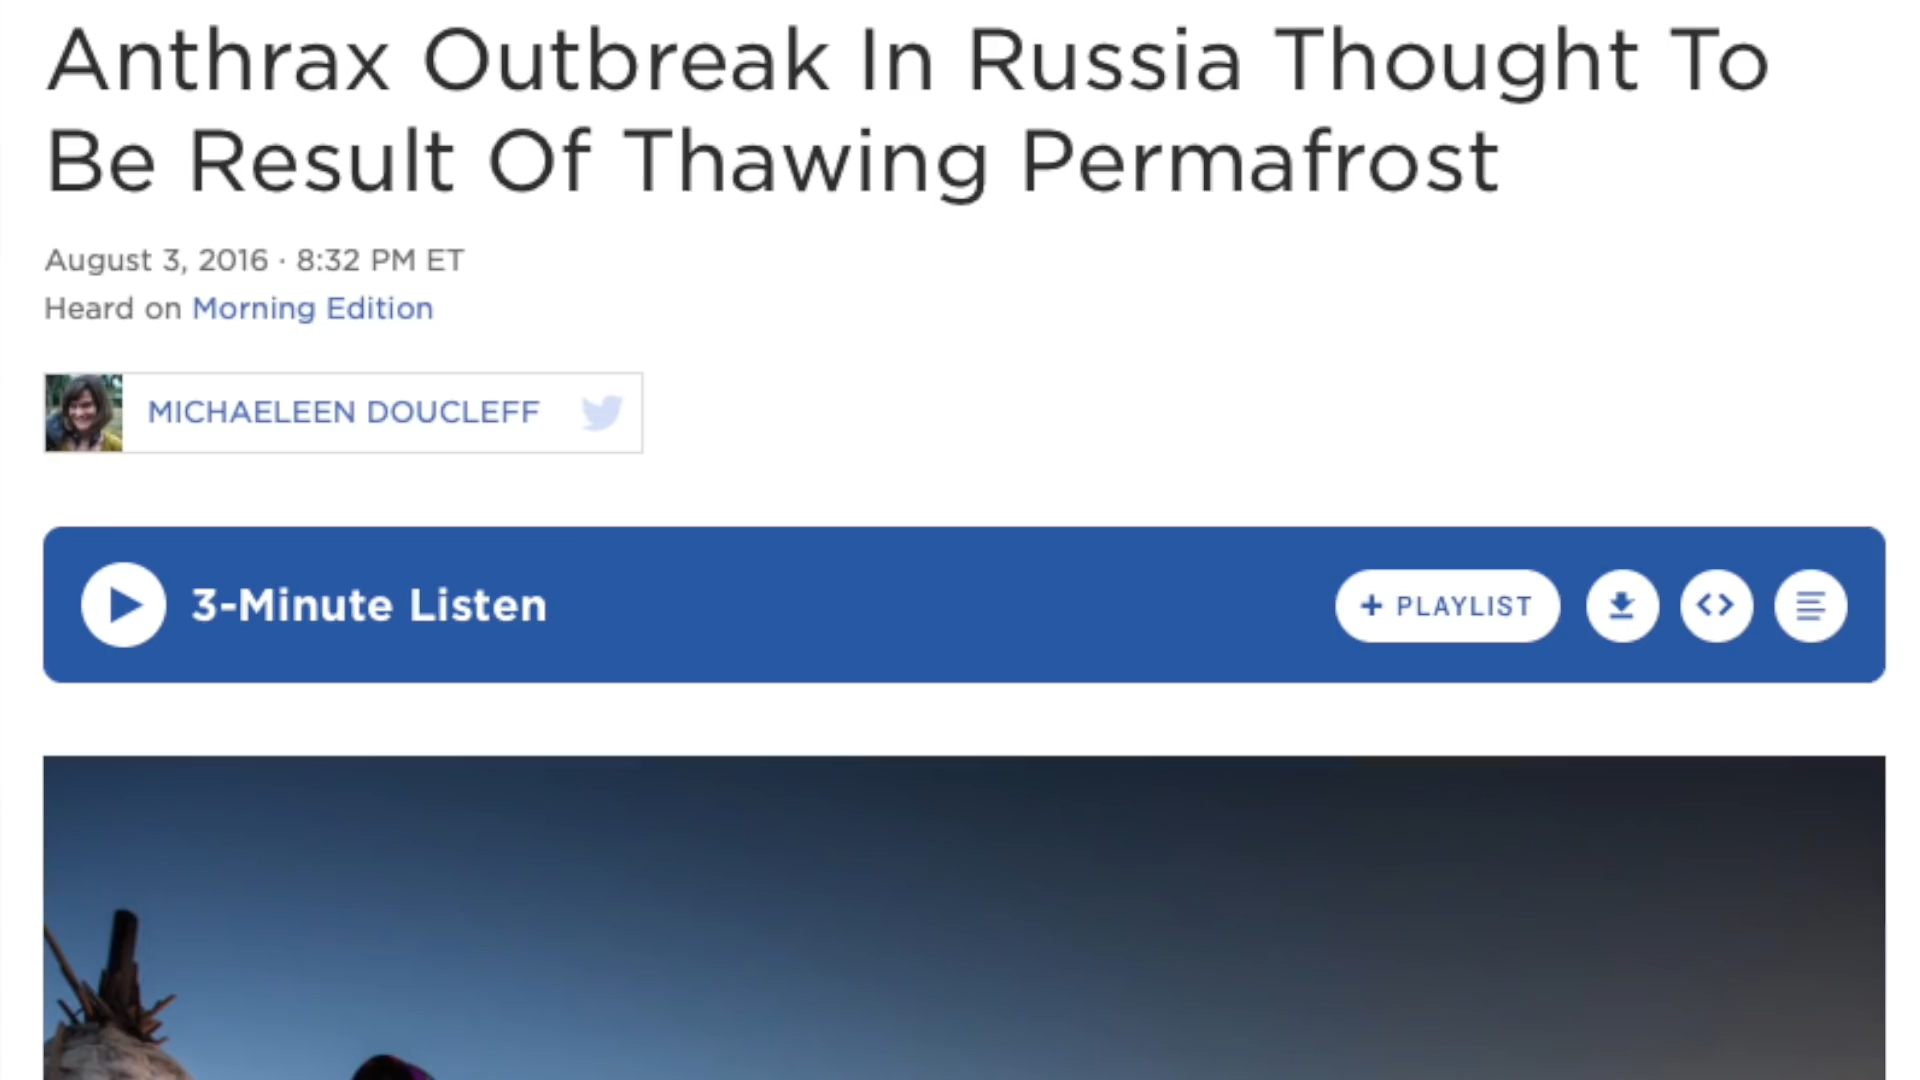 Anthrax Outbreak In Russia Thought To
Be Result Of Thawing Permafrost
August 3, 2016 · 8:32 PM ET
Heard on Morning Edition
MICHAELEEN DOUCLEFF
3-Minute Listen
+ PLAYLIST